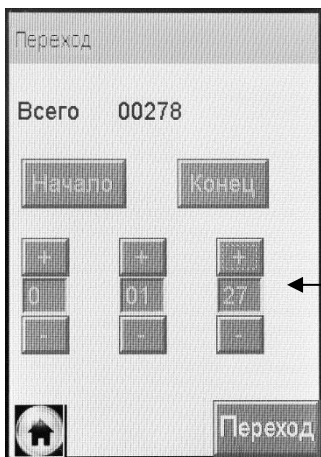 Переход
Всего 00278
Начало Конец
+ + +
0 01 27
- - -
Переход